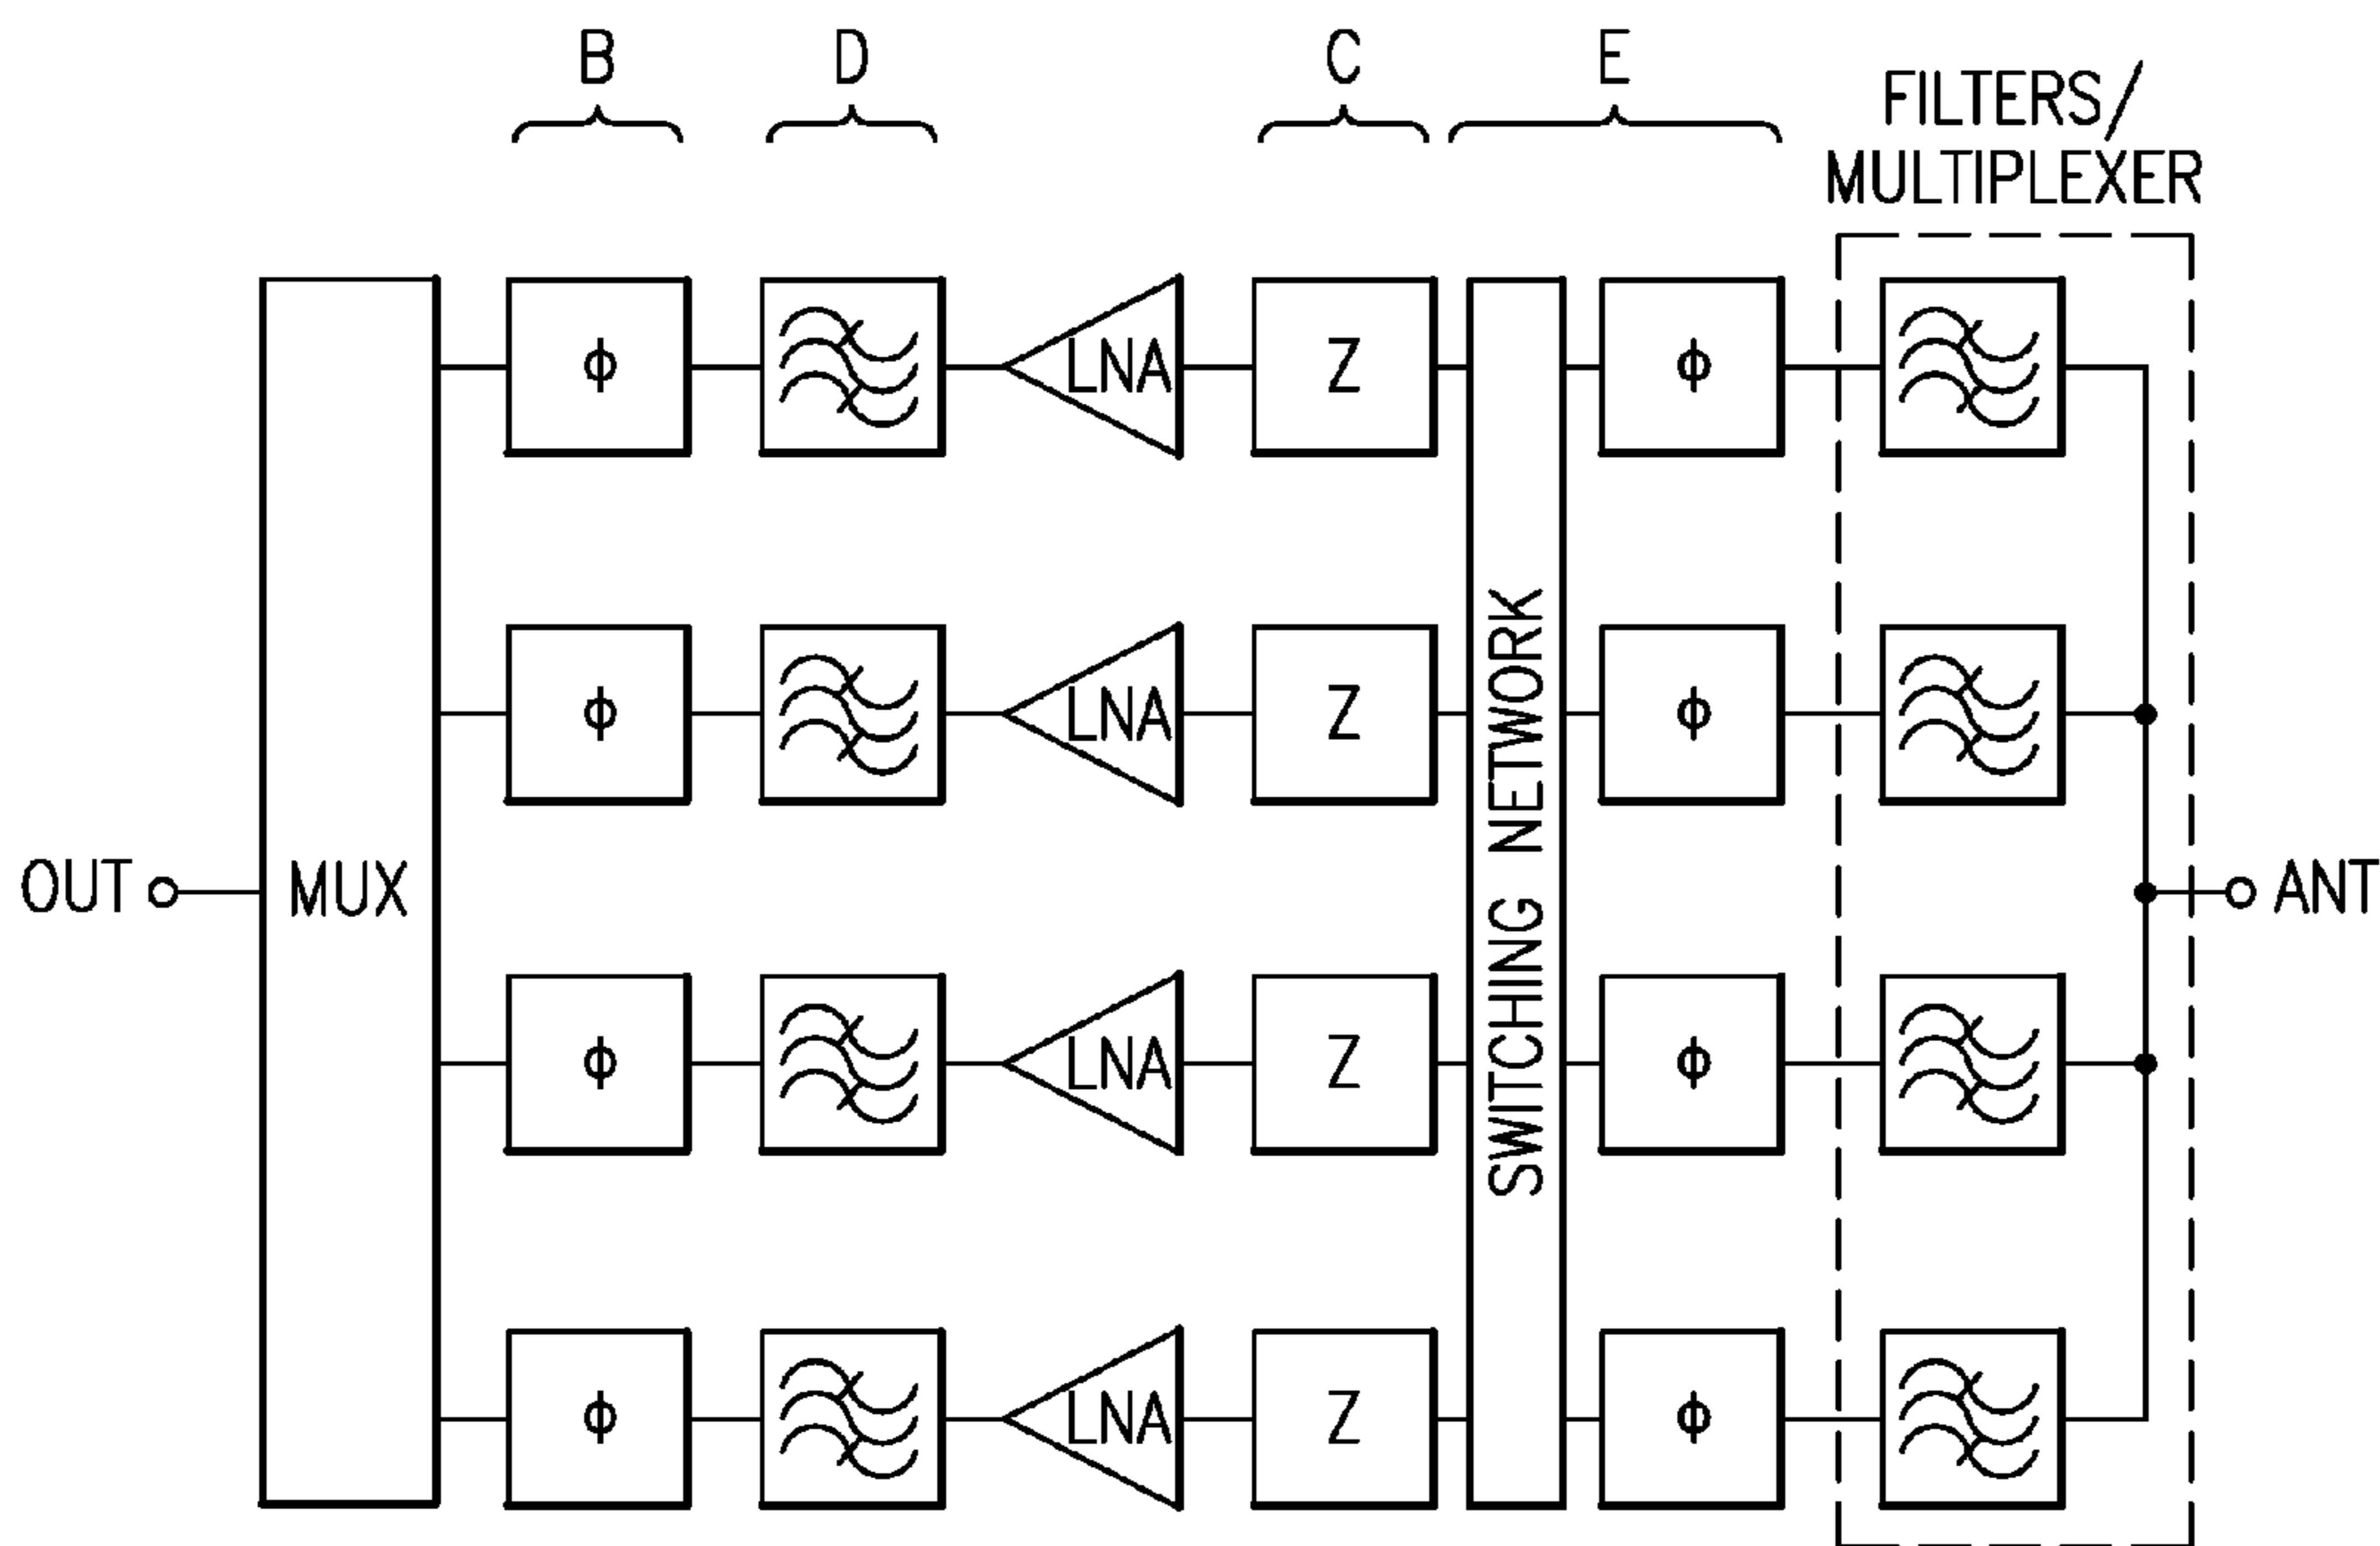 B D C E
FILTERS/
MULTIPLEXER
ϕ LNA Z ϕ
ϕ LNA Z ϕ
SWITCHING NETWORK
OUT MUX ANT
ϕ LNA Z ϕ
ϕ LNA Z ϕ